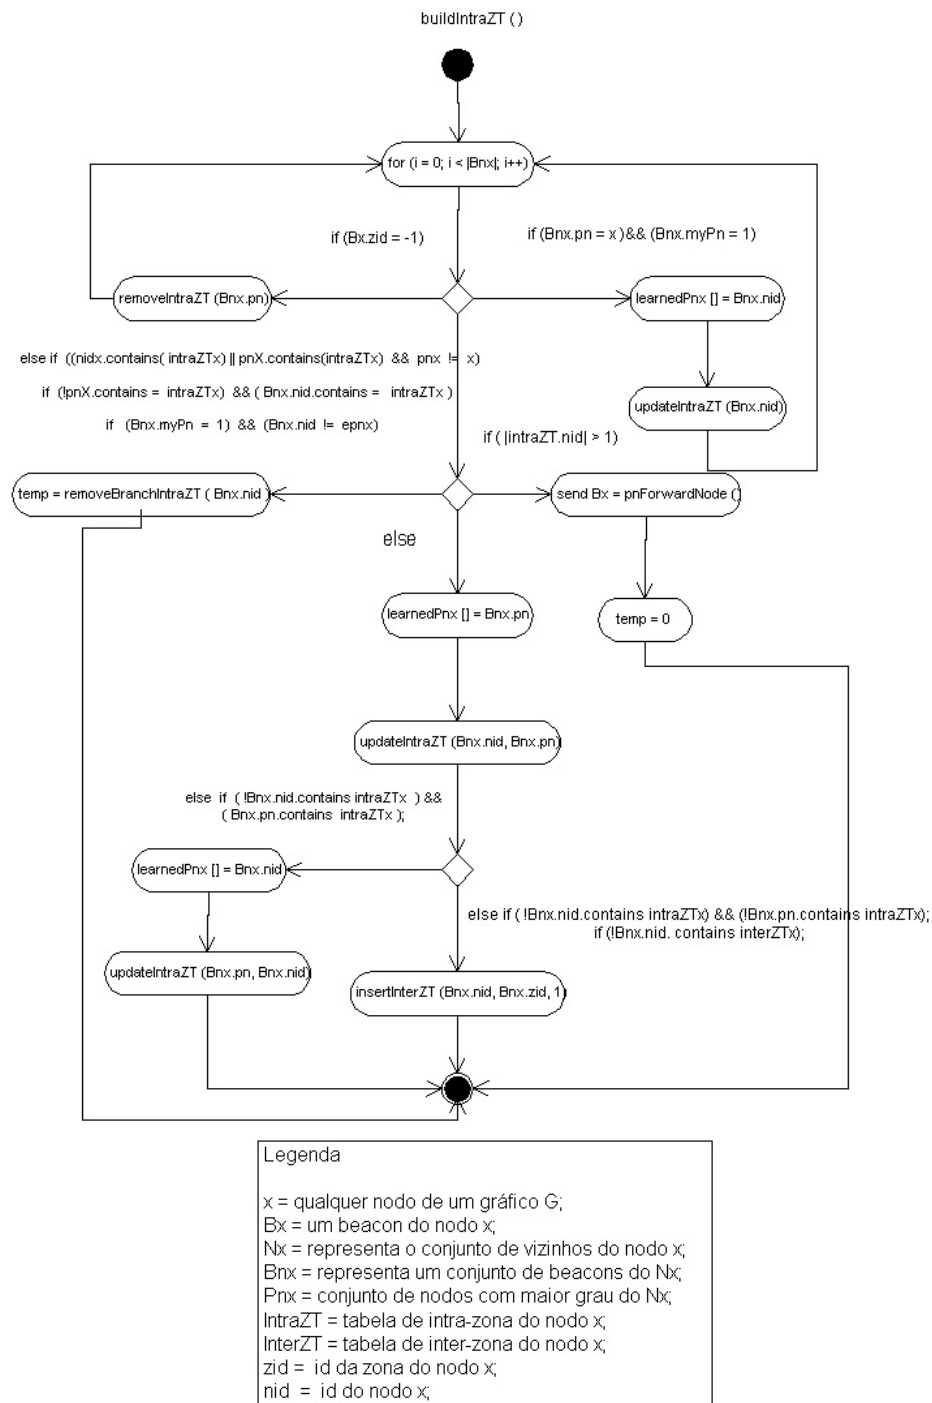 buildIntraZT ( )
for (i = 0; i < |Bnx|; i++)
if (Bnx.pn = x )&& (Bnx.myPn = 1)
if (Bx.zid = -1)
removeIntraZT (Bnx.pn)
learnedPnx [] = Bnx.nid
else if ((nidx.contains( intraZTx) || pnX.contains(intraZTx) && pnx != x)
if (!pnX.contains = intraZTx) && ( Bnx.nid.contains = intraZTx )
updateIntraZT (Bnx.nid)
if (Bnx.myPn = 1) && (Bnx.nid != epnx)
if ( |intraZT.nid| > 1)
temp = removeBranchIntraZT ( Bnx.nid )
send Bx = pnForwardNode ()
else
learnedPnx [] = Bnx.pn
temp = 0
updateIntraZT (Bnx.nid, Bnx.pn)
else if ( !Bnx.nid.contains intraZTx ) &&
( Bnx.pn.contains intraZTx );
learnedPnx [] = Bnx.nid
else if ( !Bnx.nid.contains intraZTx) && (!Bnx.pn.contains intraZTx);
if (!Bnx.nid. contains interZTx);
updateIntraZT (Bnx.pn, Bnx.nid)
insertInterZT (Bnx.nid, Bnx.zid, 1)
Legenda
x = qualquer nodo de um gráfico G;
Bx = um beacon do nodo x;
Nx = representa o conjunto de vizinhos do nodo x;
Bnx = representa um conjunto de beacons do Nx;
Pnx = conjunto de nodos com maior grau do Nx;
IntraZT = tabela de intra-zona do nodo x;
InterZT = tabela de inter-zona do nodo x;
zid = id da zona do nodo x;
nid = id do nodo x;